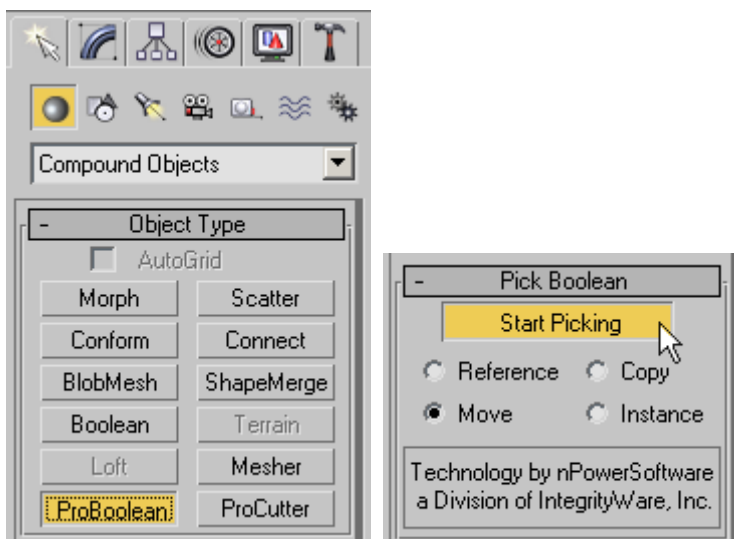 Compound Objects
- Object Type
AutoGrid
Morph Scatter
Conform Connect
BlobMesh ShapeMerge
Boolean Terrain
Loft Mesher
ProBoolean ProCutter
- Pick Boolean
Start Picking
Reference Copy
Move Instance
Technology by nPowerSoftware
a Division of IntegrityWare, Inc.